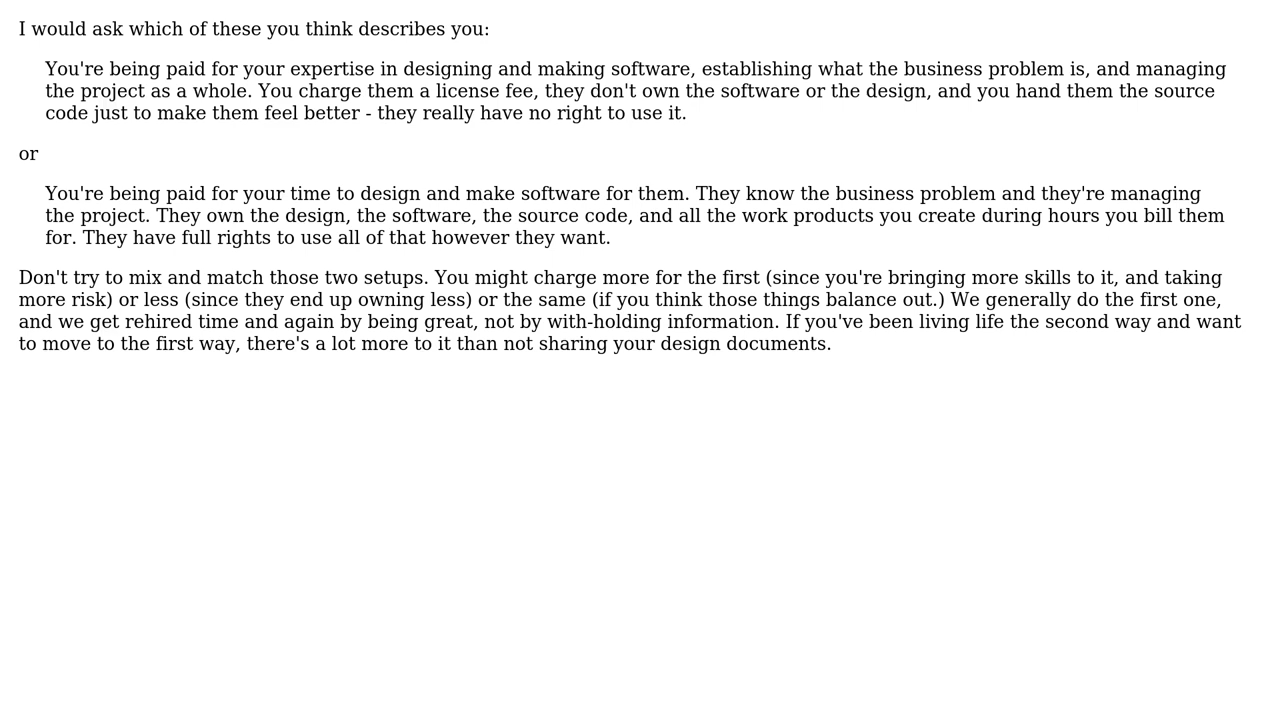 I would ask which of these you think describes you:
You're being paid for your expertise in designing and making software, establishing what the business problem is, and managing
the project as a whole. You charge them a license fee, they don't own the software or the design, and you hand them the source
code just to make them feel better - they really have no right to use it.
or
You're being paid for your time to design and make software for them. They know the business problem and they're managing
the project. They own the design, the software, the source code, and all the work products you create during hours you bill them
for. They have full rights to use all of that however they want.
Don't try to mix and match those two setups. You might charge more for the first (since you're bringing more skills to it, and taking
more risk) or less (since they end up owning less) or the same (if you think those things balance out.) We generally do the first one,
and we get rehired time and again by being great, not by with-holding information. If you've been living life the second way and want
to move to the first way, there's a lot more to it than not sharing your design documents.